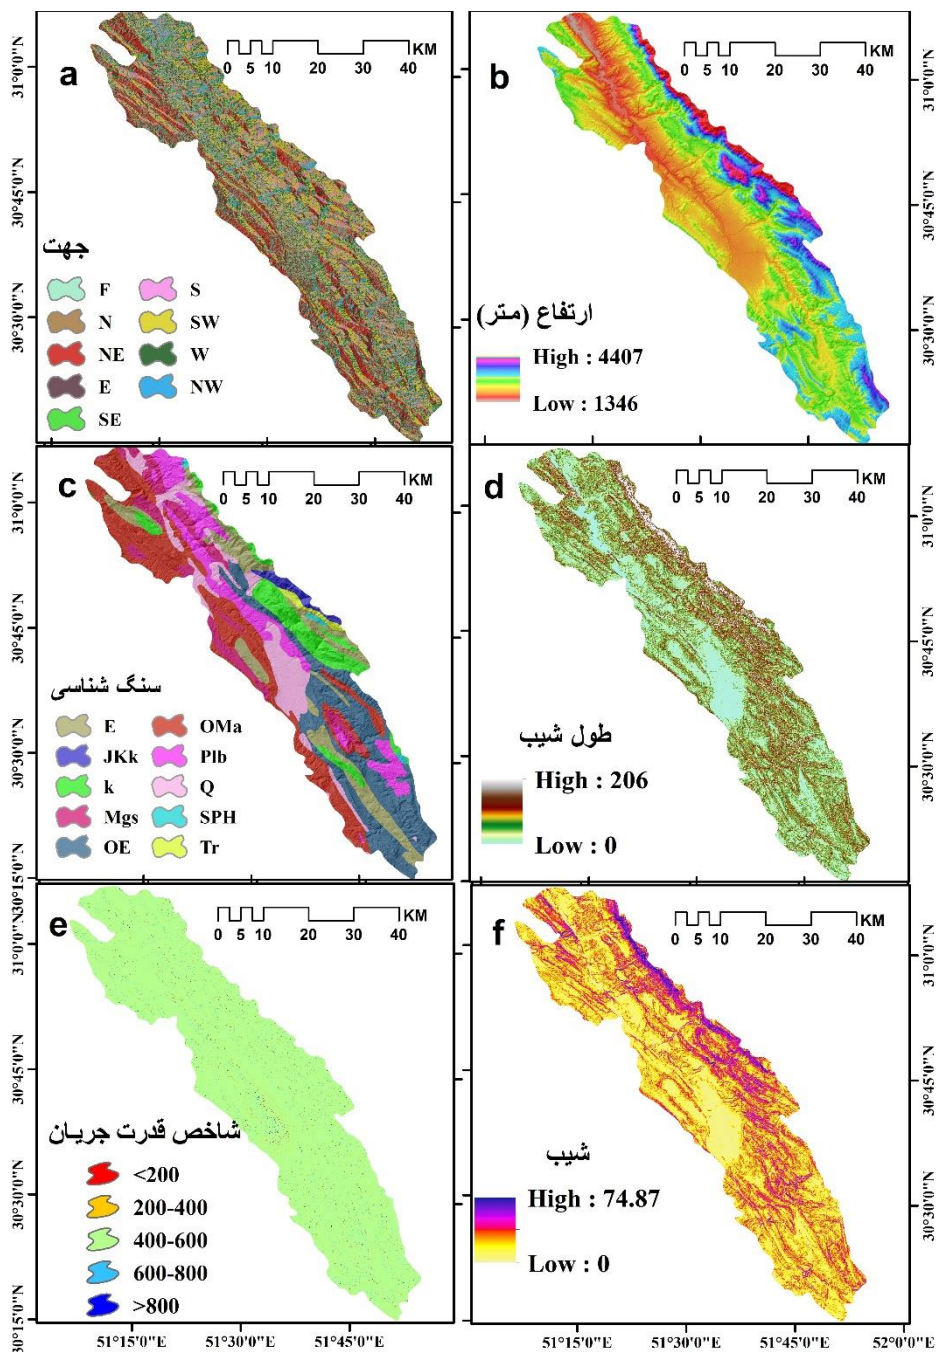 a
KM
0 5 10 20 30 40
31°0'0"N
30°45'0"N
30°30'0"N
جهت
F
S
N
SW
NE
W
E
NW
SE
b
KM
0 5 10 20 30 40
31°0'0"N
30°45'0"N
30°30'0"N
ارتفاع (متر)
High : 4407
Low : 1346
c
KM
0 5 10 20 30 40
31°0'0"N
30°45'0"N
30°30'0"N
30°15'0"N
سنگ شناسی
E
OMa
JKk
Plb
k
Q
Mgs
SPH
OE
Tr
d
KM
0 5 10 20 30 40
31°0'0"N
30°45'0"N
30°30'0"N
طول شیب
High : 206
Low : 0
e
KM
0 5 10 20 30 40
31°0'0"N
30°45'0"N
30°30'0"N
30°15'0"N
شاخص قدرت جریان
<200
200-400
400-600
600-800
>800
51°15'0"E 51°30'0"E 51°45'0"E
f
KM
0 5 10 20 30 40
31°0'0"N
30°45'0"N
30°30'0"N
شیب
High : 74.87
Low : 0
51°15'0"E 51°30'0"E 51°45'0"E 52°0'0"E